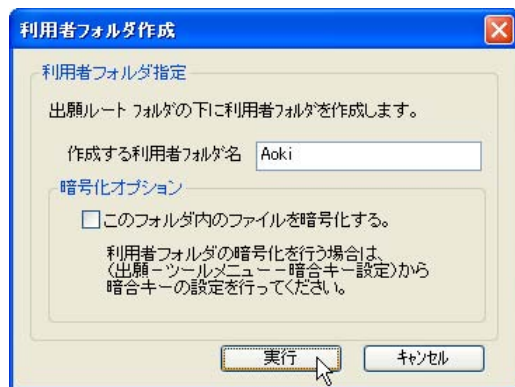 利用者フォルダ作成
利用者フォルダ指定
出願ルート フォルダの下に利用者フォルダを作成します。
作成する利用者フォルダ名 Aoki
暗号化オプション
このフォルダ内のファイルを暗号化する。
利用者フォルダの暗号化を行う場合は、
(出願－ツールメニュー－暗合キー設定)から
暗合キーの設定を行ってください。
実行 キャンセル